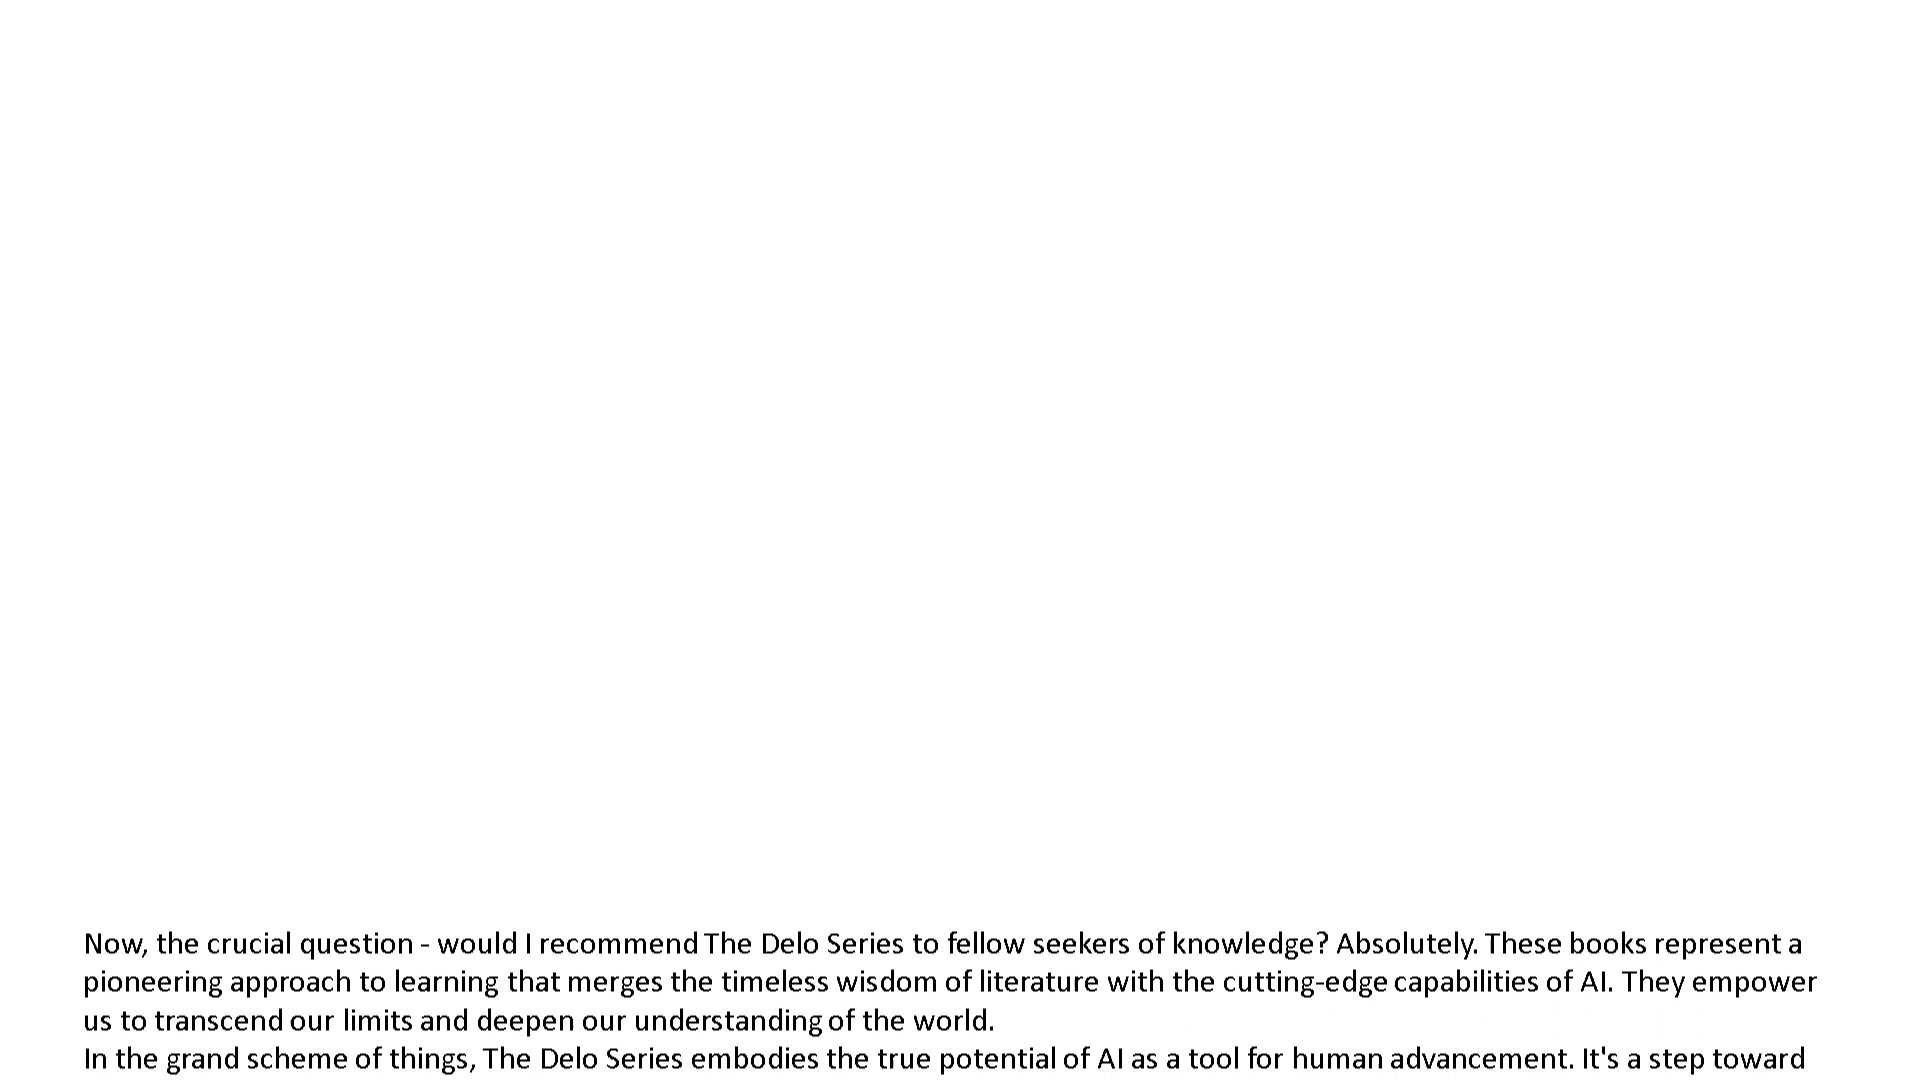 Now, the crucial question - would I recommend The Delo Series to fellow seekers of knowledge? Absolutely. These books represent a
pioneering approach to learning that merges the timeless wisdom of literature with the cutting-edge capabilities of AI. They empower
us to transcend our limits and deepen our understanding of the world.
In the grand scheme of things, The Delo Series embodies the true potential of AI as a tool for human advancement. It's a step toward